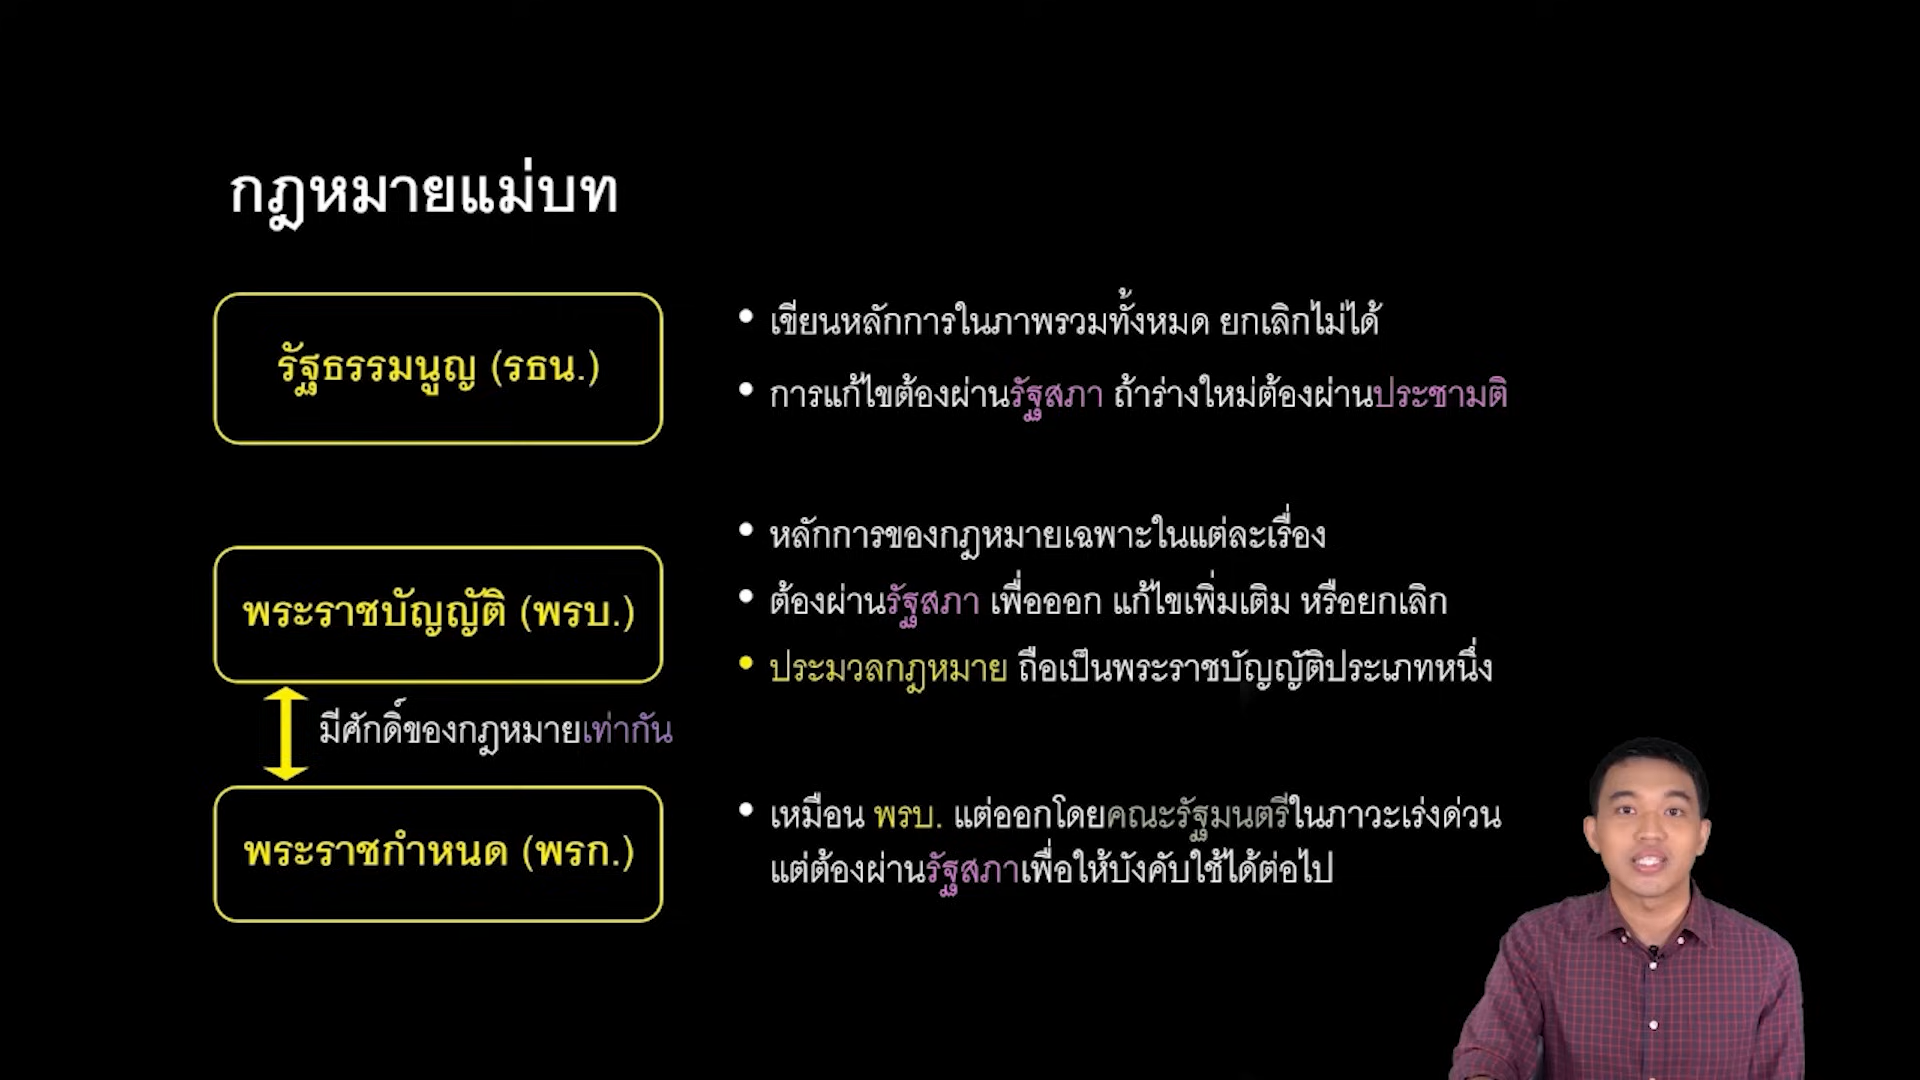 กฎหมายแม่บท
รัฐธรรมนูญ (รธน.)
• เขียนหลักการในภาพรวมทั้งหมด ยกเลิกไม่ได้
• การแก้ไขต้องผ่านรัฐสภา ถ้าร่างใหม่ต้องผ่านประชามติ
พระราชบัญญัติ (พรบ.)
• หลักการของกฎหมายเฉพาะในแต่ละเรื่อง
• ต้องผ่านรัฐสภา เพื่อออก แก้ไขเพิ่มเติม หรือยกเลิก
• ประมวลกฎหมาย ถือเป็นพระราชบัญญัติประเภทหนึ่ง
มีศักดิ์ของกฎหมายเท่ากัน
พระราชกำหนด (พรก.)
• เหมือน พรบ. แต่ออกโดยคณะรัฐมนตรีในภาวะเร่งด่วน
แต่ต้องผ่านรัฐสภาเพื่อให้บังคับใช้ได้ต่อไป